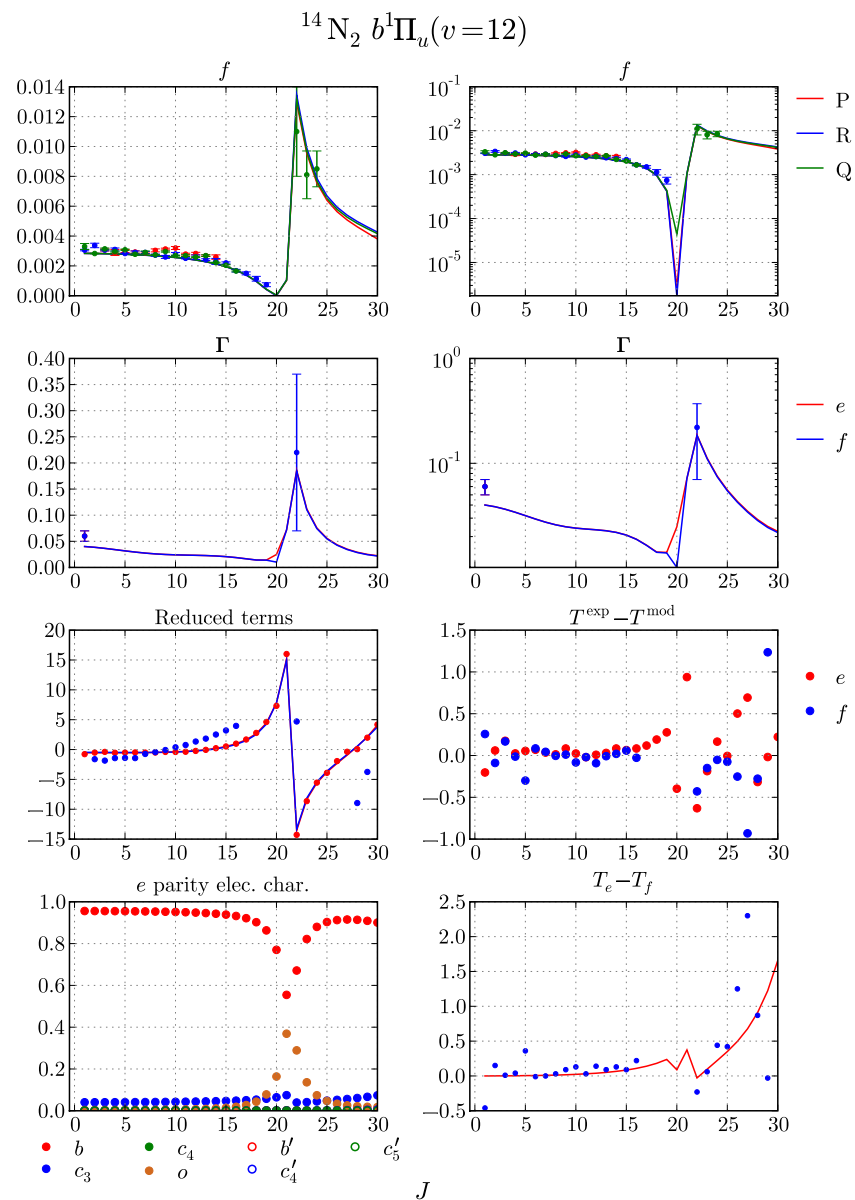 ¹⁴N₂ b¹Πᵤ(v=12)
f
0.014
0.012
0.010
0.008
0.006
0.004
0.002
0.000
0 5 10 15 20 25 30
f
10⁻¹
10⁻²
10⁻³
10⁻⁴
10⁻⁵
0 5 10 15 20 25 30
P
R
Q
Γ
0.40
0.35
0.30
0.25
0.20
0.15
0.10
0.05
0.00
0 5 10 15 20 25 30
Γ
10⁰
10⁻¹
0 5 10 15 20 25 30
e
f
Reduced terms
20
15
10
5
0
−5
−10
−15
0 5 10 15 20 25 30
Tᵉˣᵖ−Tᵐᵒᵈ
1.5
1.0
0.5
0.0
−0.5
−1.0
0 5 10 15 20 25 30
e
f
e parity elec. char.
1.0
0.8
0.6
0.4
0.2
0.0
0 5 10 15 20 25 30
T_e−T_f
2.5
2.0
1.5
1.0
0.5
0.0
−0.5
0 5 10 15 20 25 30
b c₄ b′ c₅′
c₃ o c₄′
J